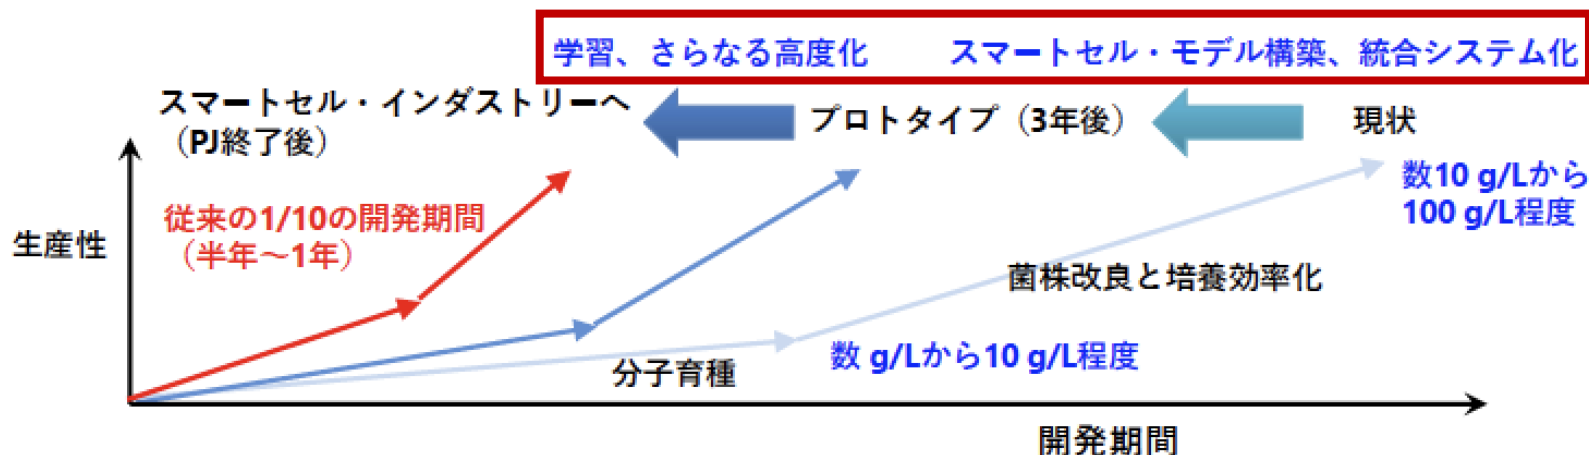 学習、さらなる高度化
スマートセル・モデル構築、統合システム化
スマートセル・インダストリーへ
（PJ終了後）
プロトタイプ（3年後）
現状
従来の1/10の開発期間
（半年〜1年）
数10 g/Lから
100 g/L程度
生産性
菌株改良と培養効率化
数 g/Lから10 g/L程度
分子育種
開発期間